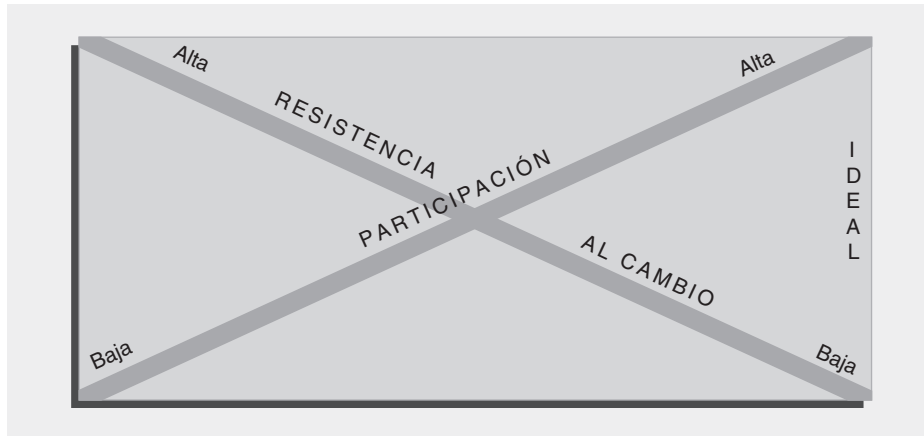 Alta
Alta
RESISTENCIA
PARTICIPACIÓN
IDEAL
AL CAMBIO
Baja
Baja